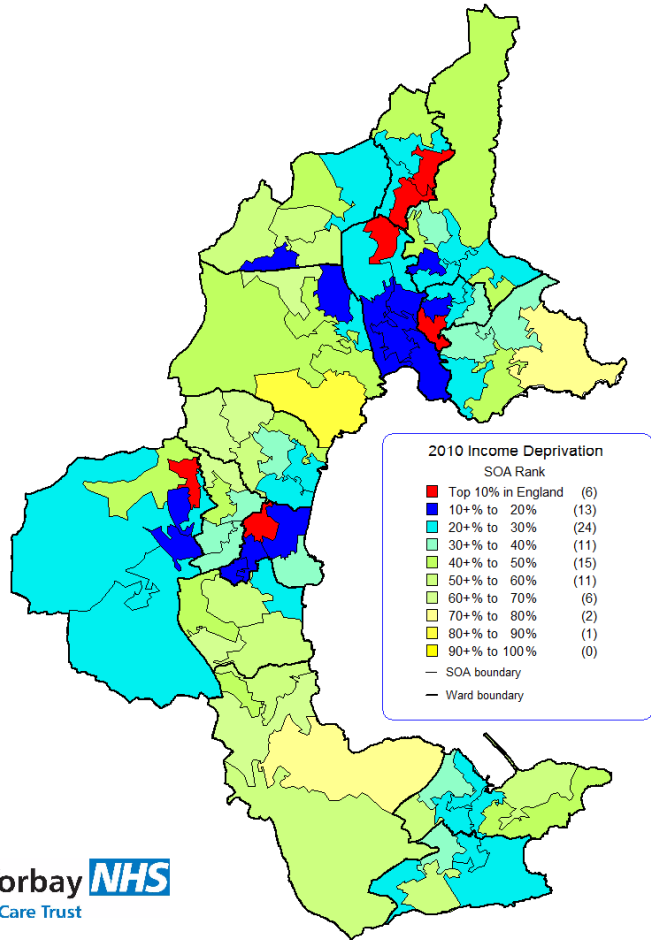 2010 Income Deprivation
SOA Rank
Top 10% in England (6)
10+% to 20% (13)
20+% to 30% (24)
30+% to 40% (11)
40+% to 50% (15)
50+% to 60% (11)
60+% to 70% (6)
70+% to 80% (2)
80+% to 90% (1)
90+% to 100% (0)
SOA boundary
Ward boundary
orbay NHS
Care Trust